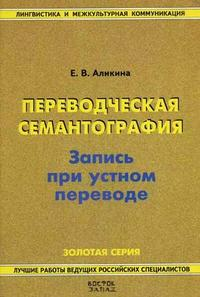 ЛИНГВИСТИКА И МЕЖКУЛЬТУРНАЯ КОММУНИКАЦИЯ
Е. В. Аликина
ПЕРЕВОДЧЕСКАЯ
СЕМАНТОГРАФИЯ
Запись
при устном
переводе
ЗОЛОТАЯ СЕРИЯ
ЛУЧШИЕ РАБОТЫ ВЕДУЩИХ РОССИЙСКИХ СПЕЦИАЛИСТОВ
ВОСТОК
ЗАПАД